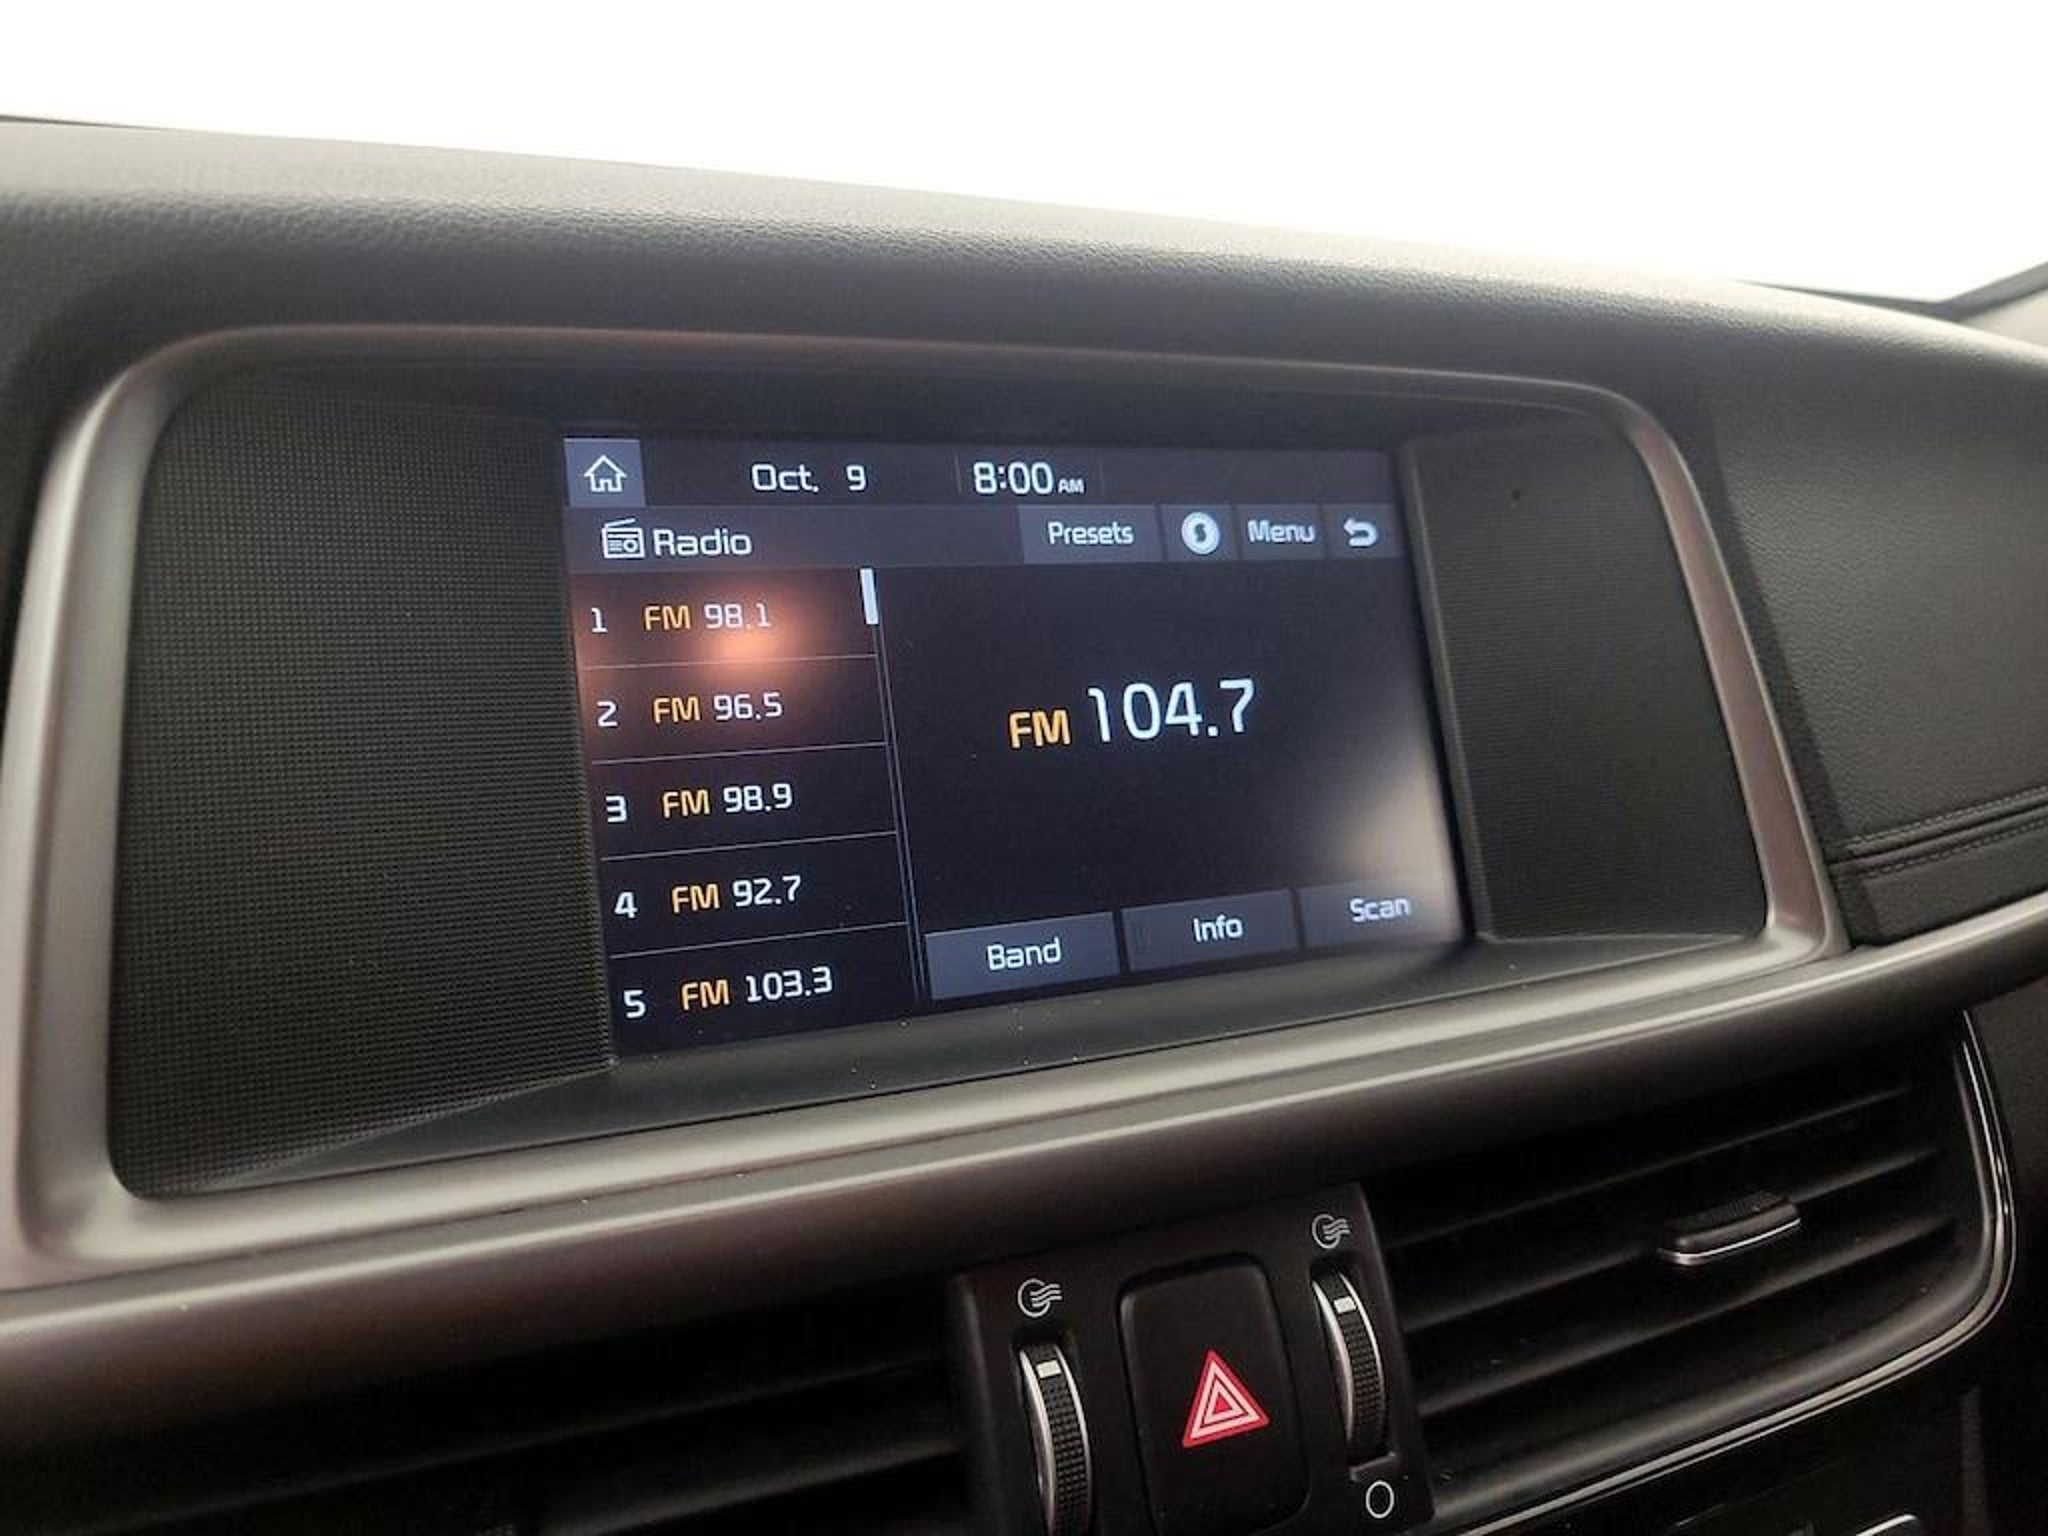 Oct. 9 8:00 AM
Radio Presets Menu
1 FM 98.1
2 FM 96.5
3 FM 98.9
4 FM 92.7
5 FM 103.3
FM 104.7
Band Info Scan